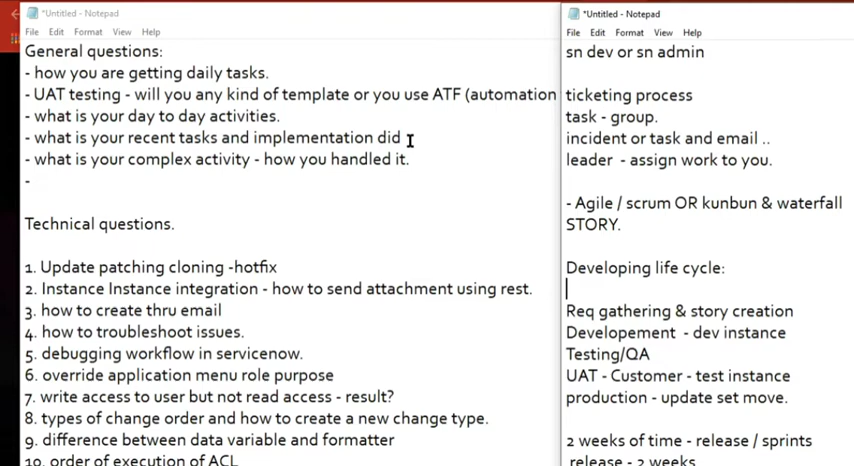 *Untitled - Notepad
File Edit Format View Help
General questions:
- how you are getting daily tasks.
- UAT testing - will you any kind of template or you use ATF (automation
- what is your day to day activities.
- what is your recent tasks and implementation did
- what is your complex activity - how you handled it.
-
Technical questions.
1. Update patching cloning -hotfix
2. Instance Instance integration - how to send attachment using rest.
3. how to create thru email
4. how to troubleshoot issues.
5. debugging workflow in servicenow.
6. override application menu role purpose
7. write access to user but not read access - result?
8. types of change order and how to create a new change type.
9. difference between data variable and formatter
10. order of execution of ACL
*Untitled - Notepad
File Edit Format View Help
sn dev or sn admin
ticketing process
task - group.
incident or task and email ..
leader - assign work to you.
- Agile / scrum OR kunbun & waterfall
STORY.
Developing life cycle:
Req gathering & story creation
Developement - dev instance
Testing/QA
UAT - Customer - test instance
production - update set move.
2 weeks of time - release / sprints
release - 2 weeks